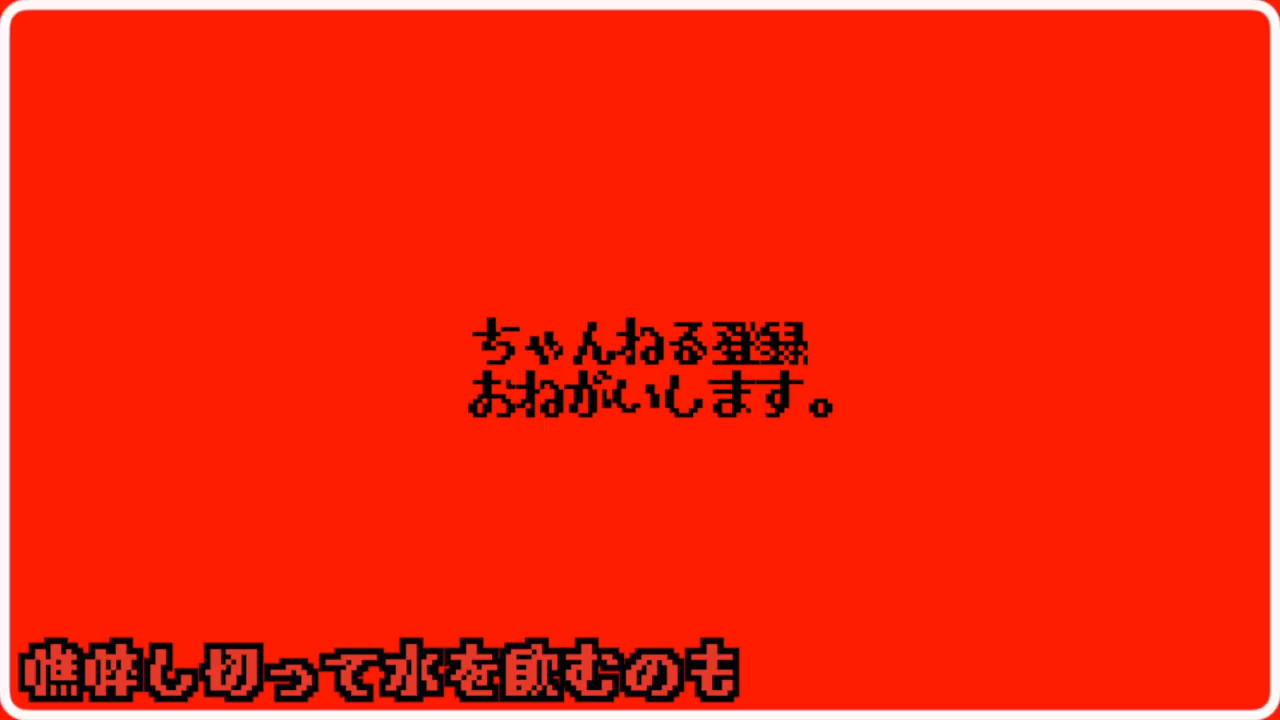 ちゃんねる登録
おねがいします。
憔悴し切って水を飲むのも